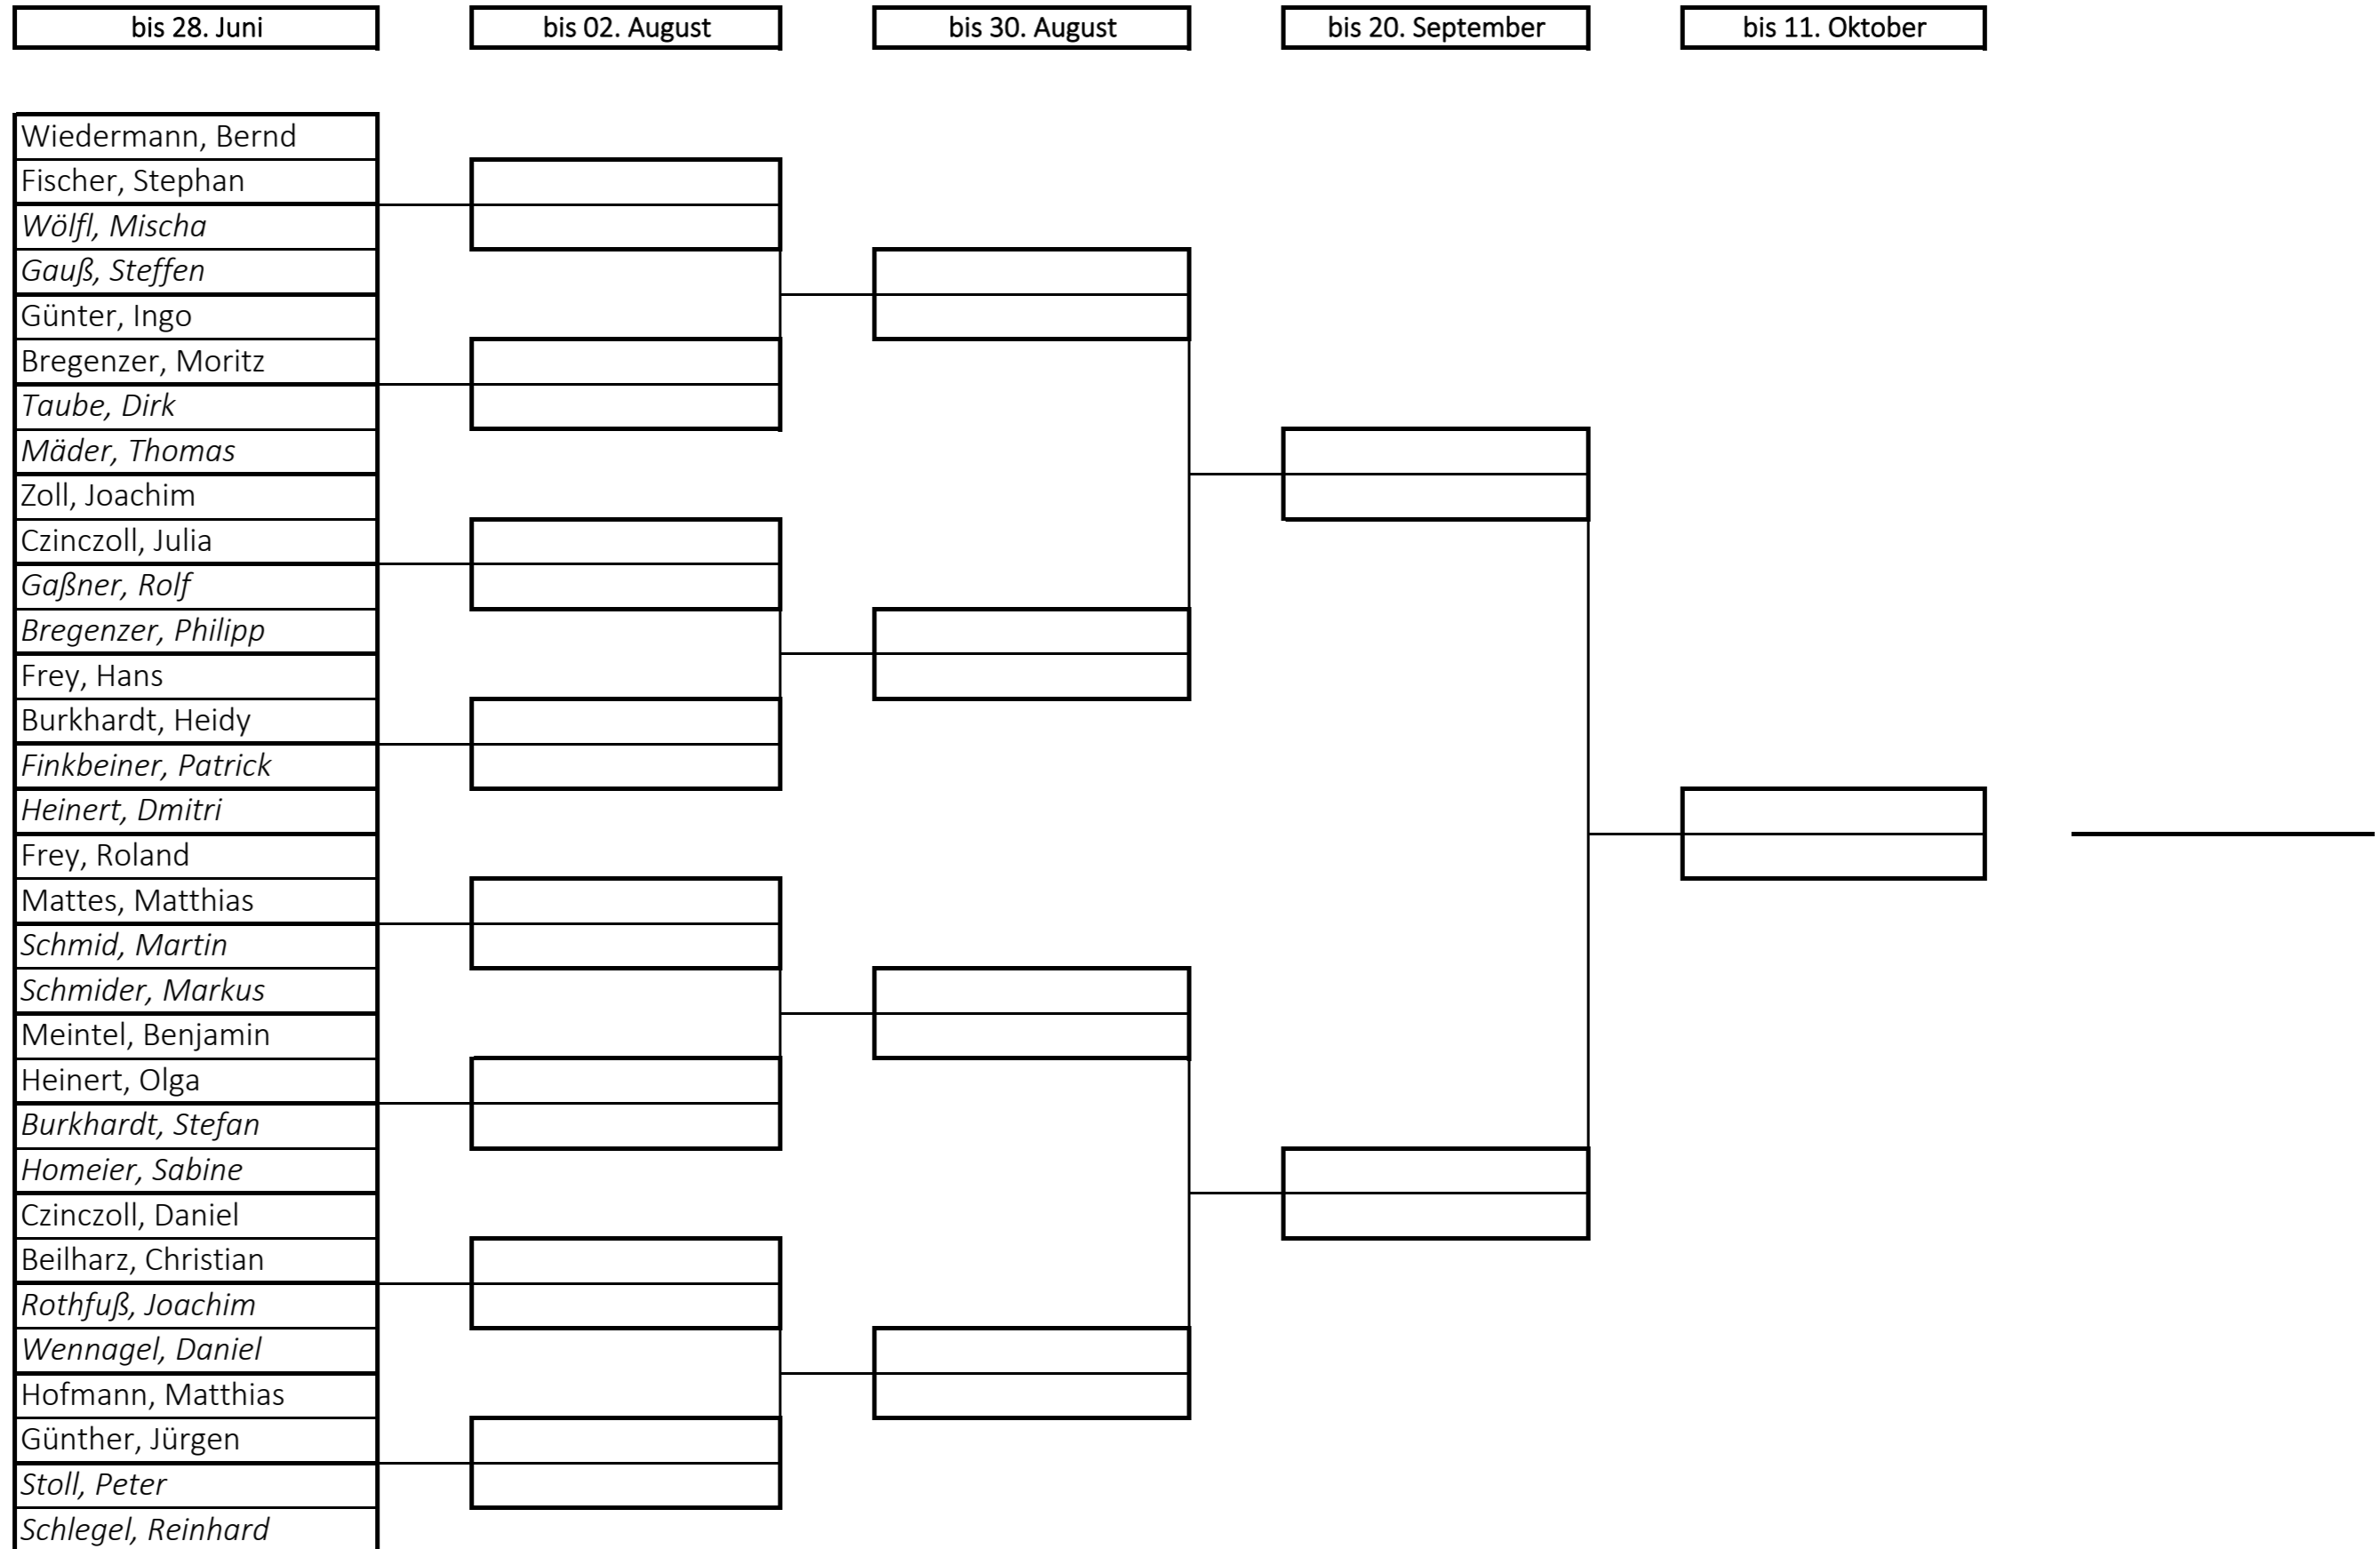 bis 28. Juni
bis 02. August
bis 30. August
bis 20. September
bis 11. Oktober
Wiedermann, Bernd
Fischer, Stephan
Wölfl, Mischa
Gauß, Steffen
Günter, Ingo
Bregenzer, Moritz
Taube, Dirk
Mäder, Thomas
Zoll, Joachim
Czinczoll, Julia
Gaßner, Rolf
Bregenzer, Philipp
Frey, Hans
Burkhardt, Heidy
Finkbeiner, Patrick
Heinert, Dmitri
Frey, Roland
Mattes, Matthias
Schmid, Martin
Schmider, Markus
Meintel, Benjamin
Heinert, Olga
Burkhardt, Stefan
Homeier, Sabine
Czinczoll, Daniel
Beilharz, Christian
Rothfuß, Joachim
Wennagel, Daniel
Hofmann, Matthias
Günther, Jürgen
Stoll, Peter
Schlegel, Reinhard